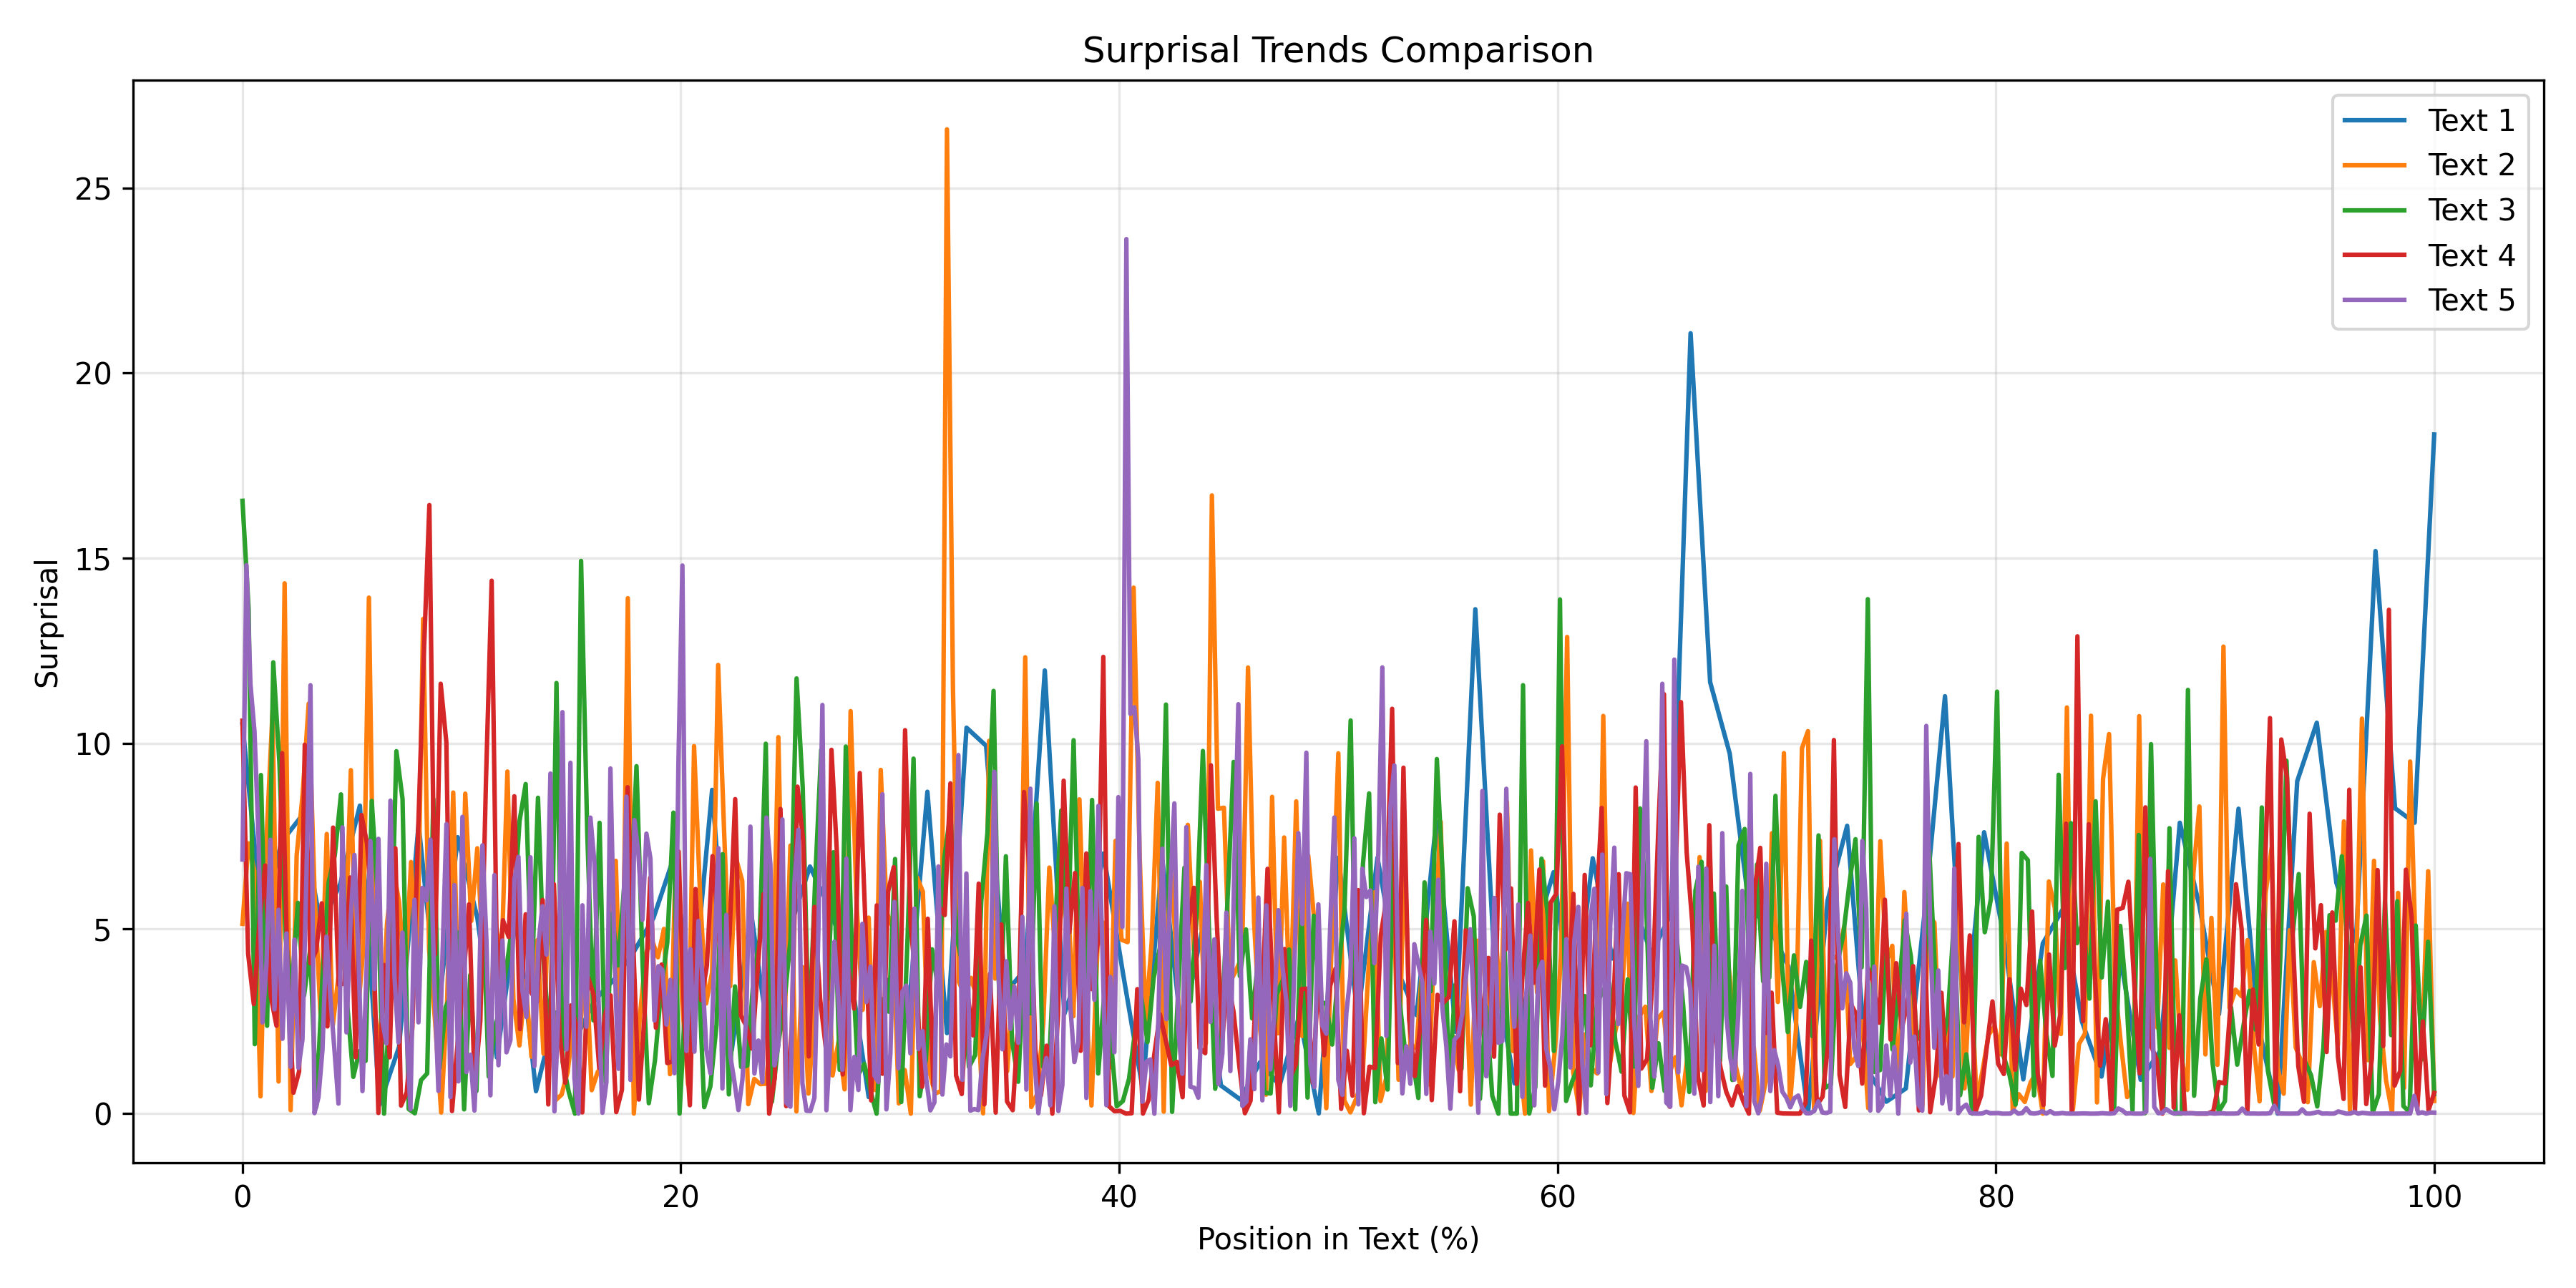 Surprisal Trends Comparison
Text 1
Text 2
Text 3
Text 4
Text 5
25
20
15
10
5
0
Surprisal
0 20 40 60 80 100
Position in Text (%)